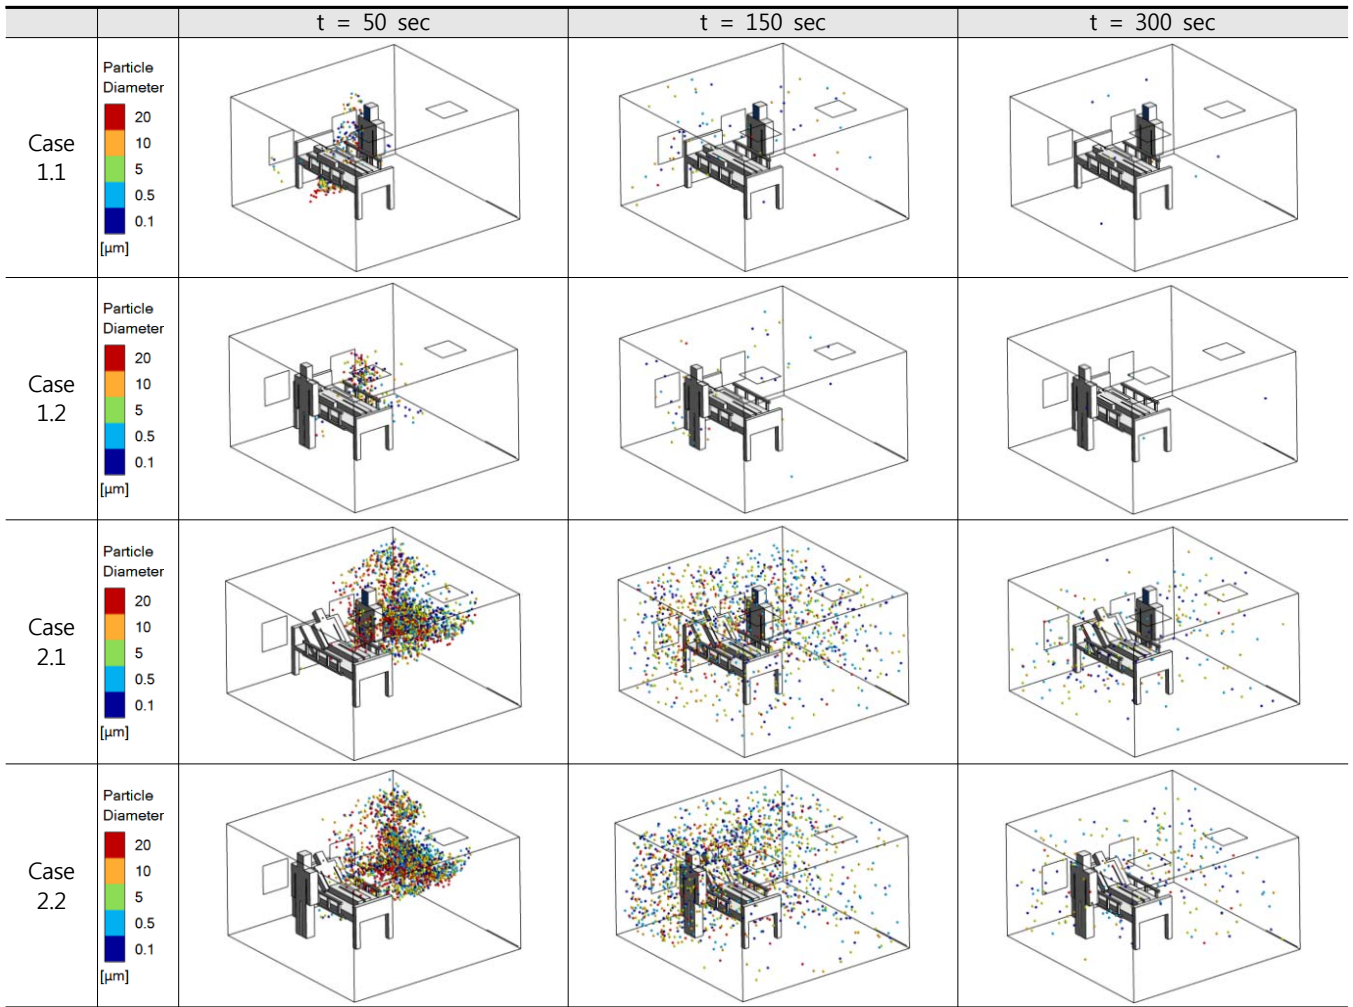 t = 50 sec
t = 150 sec
t = 300 sec
Case
1.1
Particle
Diameter
20
10
5
0.5
0.1
[µm]
Case
1.2
Particle
Diameter
20
10
5
0.5
0.1
[µm]
Case
2.1
Particle
Diameter
20
10
5
0.5
0.1
[µm]
Case
2.2
Particle
Diameter
20
10
5
0.5
0.1
[µm]